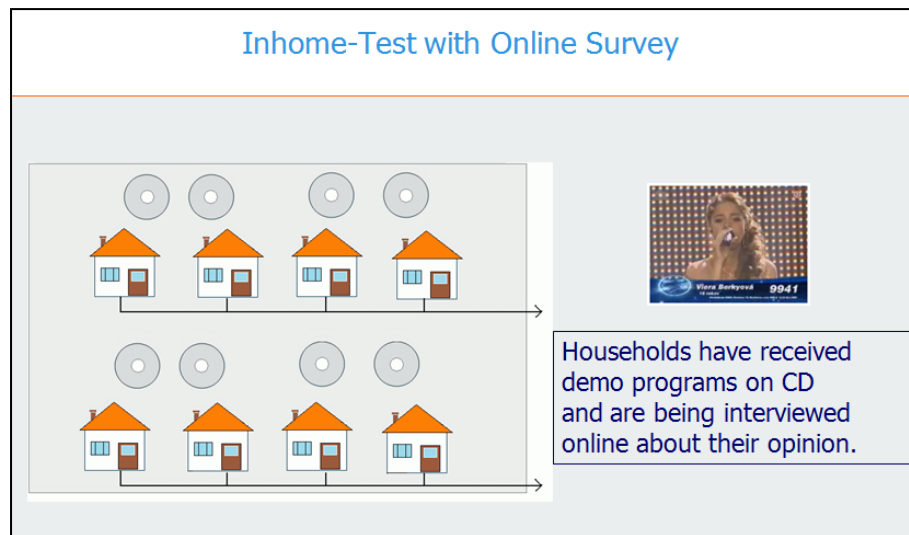 Inhome-Test with Online Survey
Viera Berkyová
9941
Households have received
demo programs on CD
and are being interviewed
online about their opinion.